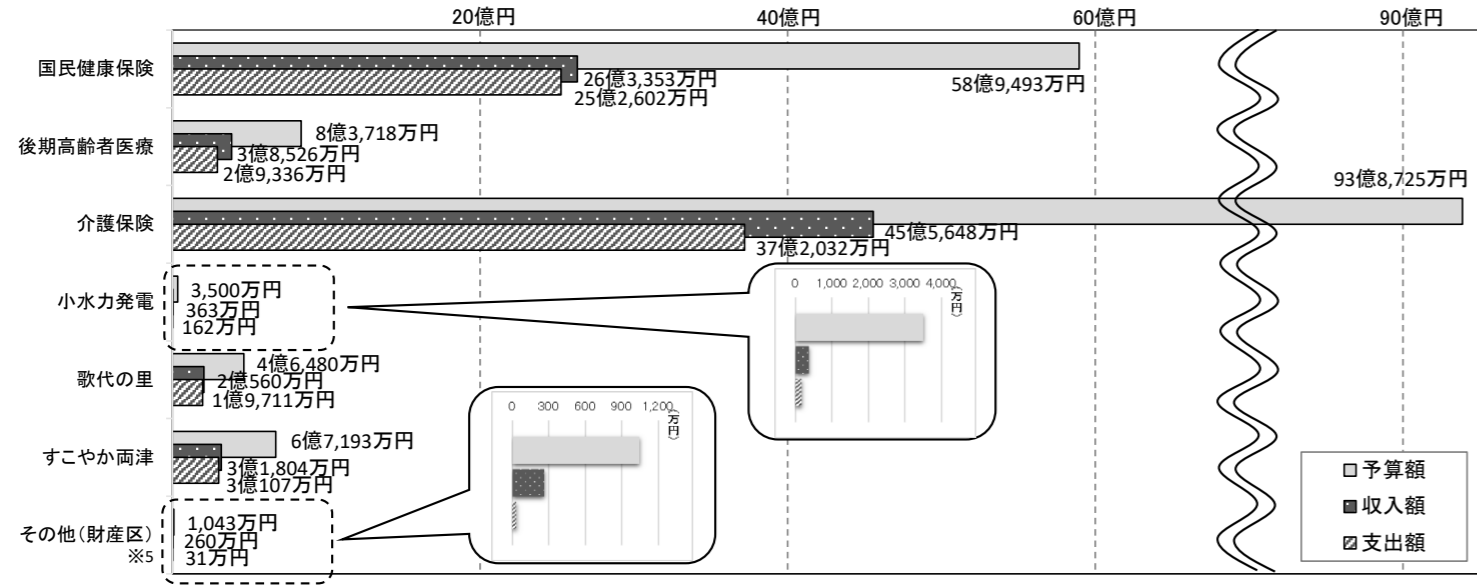 20億円
40億円
60億円
90億円
国民健康保険
58億9,493万円
26億3,353万円
25億2,602万円
後期高齢者医療
8億3,718万円
3億8,526万円
2億9,336万円
介護保険
93億8,725万円
45億5,648万円
37億2,032万円
小水力発電
3,500万円
363万円
162万円
0 1,000 2,000 3,000 4,000
(万円)
歌代の里
4億6,480万円
2億560万円
1億9,711万円
0 300 600 900 1,200
(万円)
すこやか両津
6億7,193万円
3億1,804万円
3億107万円
その他(財産区)
※5
1,043万円
260万円
31万円
予算額
収入額
支出額